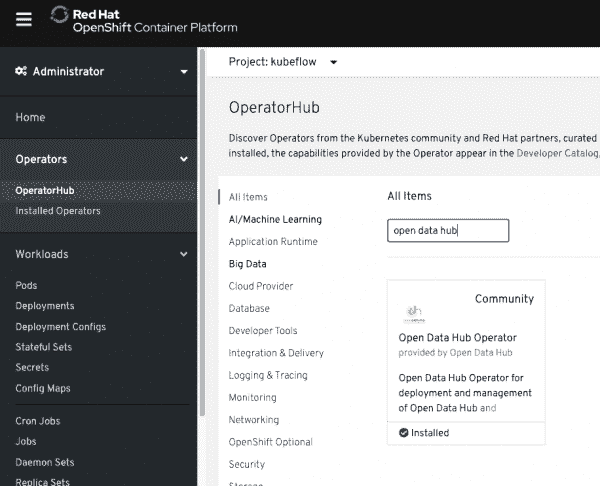 Red Hat
OpenShift Container Platform
Administrator
Home
Operators
OperatorHub
Installed Operators
Workloads
Pods
Deployments
Deployment Configs
Stateful Sets
Secrets
Config Maps
Cron Jobs
Jobs
Daemon Sets
Replica Sets
Project: kubeflow
OperatorHub
Discover Operators from the Kubernetes community and Red Hat partners, curated
installed, the capabilities provided by the Operator appear in the Developer Catalog,
All Items
AI/Machine Learning
Application Runtime
Big Data
Cloud Provider
Database
Developer Tools
Integration & Delivery
Logging & Tracing
Monitoring
Networking
OpenShift Optional
Security
Storage
All Items
open data hub
Community
Open Data Hub Operator
provided by Open Data Hub
Open Data Hub Operator for
deployment and management
of Open Data Hub and
Installed